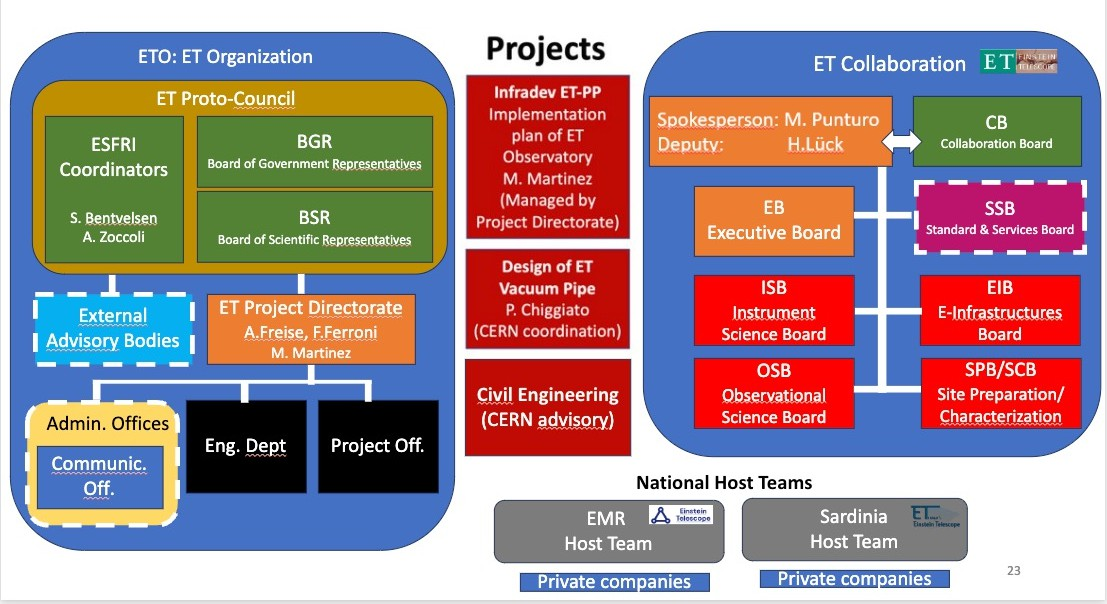 ETO: ET Organization
ET Proto-Council
ESFRI
Coordinators
S. Bentvelsen
A. Zoccoli
BGR
Board of Government Representatives
BSR
Board of Scientific Representatives
External
Advisory Bodies
ET Project Directorate
A.Freise, F.Ferroni
M. Martinez
Admin. Offices
Communic.
Off.
Eng. Dept
Project Off.
Projects
Infradev ET-PP
Implementation
plan of ET
Observatory
M. Martinez
(Managed by
Project Directorate)
Design of ET
Vacuum Pipe
P. Chiggiato
(CERN coordination)
Civil Engineering
(CERN advisory)
ET Collaboration
ET EINSTEIN
TELESCOPE
Spokesperson: M. Punturo
Deputy: H.Lück
CB
Collaboration Board
EB
Executive Board
SSB
Standard & Services Board
ISB
Instrument
Science Board
EIB
E-Infrastructures
Board
OSB
Observational
Science Board
SPB/SCB
Site Preparation/
Characterization
National Host Teams
EMR
Host Team
Einstein
Telescope
Private companies
Sardinia
Host Team
ET
Einstein Telescope
Private companies
23